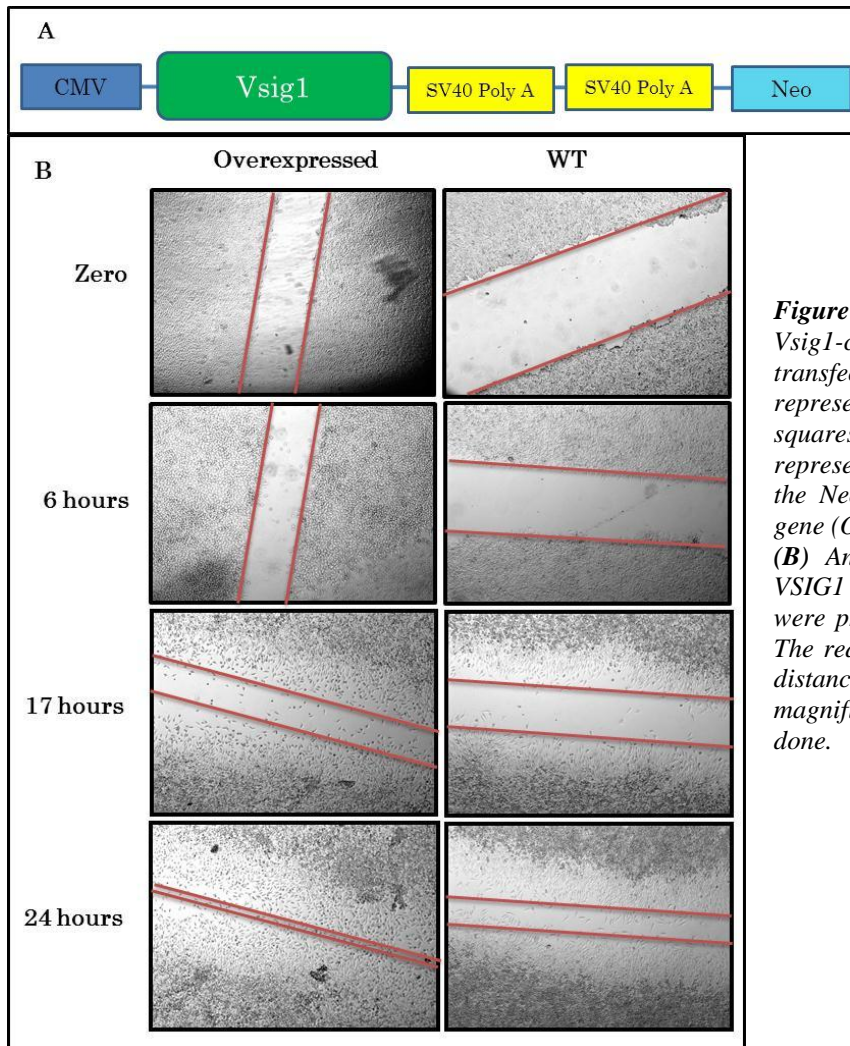 A
CMV
Vsig1
SV40 Poly A
SV40 Poly A
Neo
B
Overexpressed
WT
Zero
6 hours
17 hours
24 hours
Figure
Vsig1-c
transfec
represe
squares
represe
the Neo
gene (C
(B) An
VSIG1
were p
The rec
distanc
magnif
done.